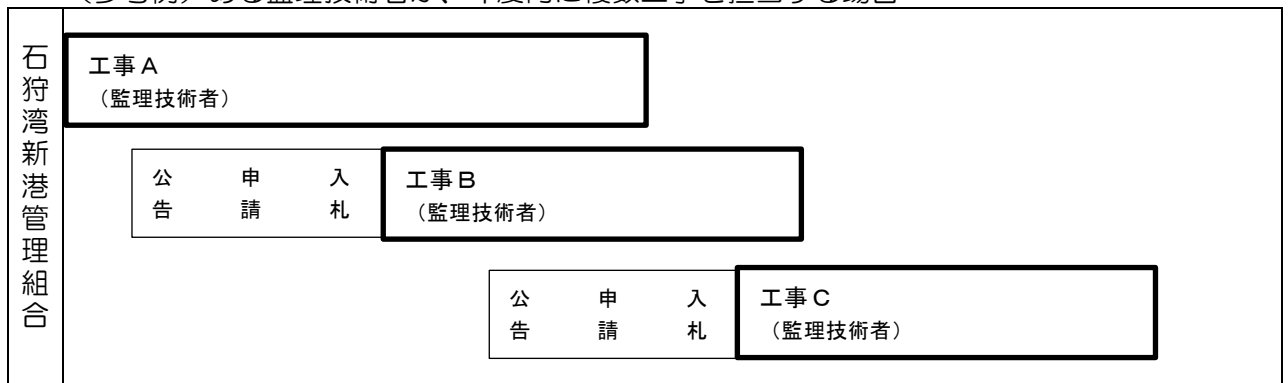 石狩湾新港管理組合
工事A
（監理技術者）
公告 申請 入札
工事B
（監理技術者）
公告 申請 入札
工事C
（監理技術者）